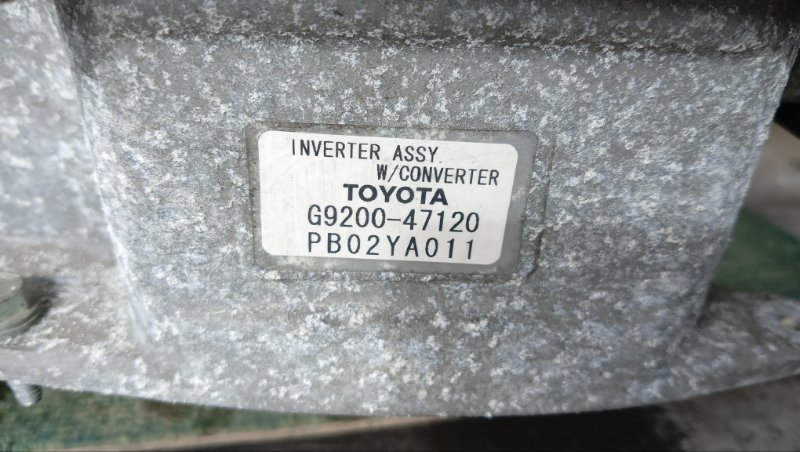 INVERTER ASSY.
W/CONVERTER
TOYOTA
G9200-47120
PB02YA011